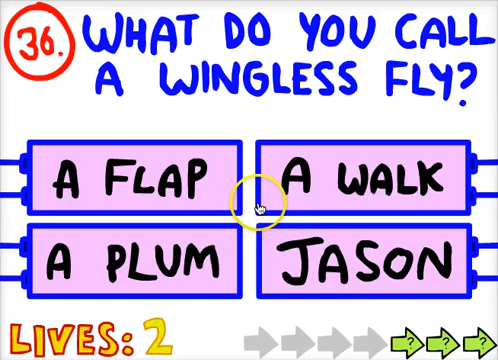 36.
WHAT DO YOU CALL
A WINGLESS FLY?
A FLAP
A WALK
A PLUM
JASON
LIVES: 2
? ? ?